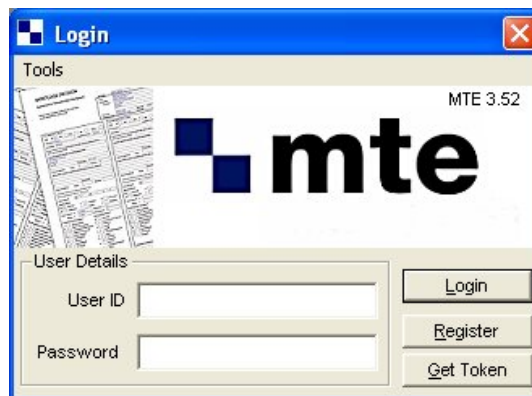 Login
Tools
MTE 3.52
mte
User Details
User ID
Login
Password
Register
Get Token